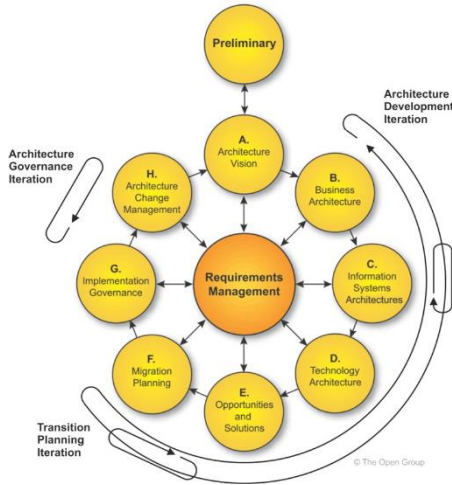 Preliminary
Architecture
Development
Iteration
A.
Architecture
Vision
Architecture
Governance
Iteration
H.
Architecture
Change
Management
B.
Business
Architecture
G.
Implementation
Governance
Requirements
Management
C.
Information
Systems
Architectures
F.
Migration
Planning
D.
Technology
Architecture
E.
Opportunities
and
Solutions
Transition
Planning
Iteration
© The Open Group